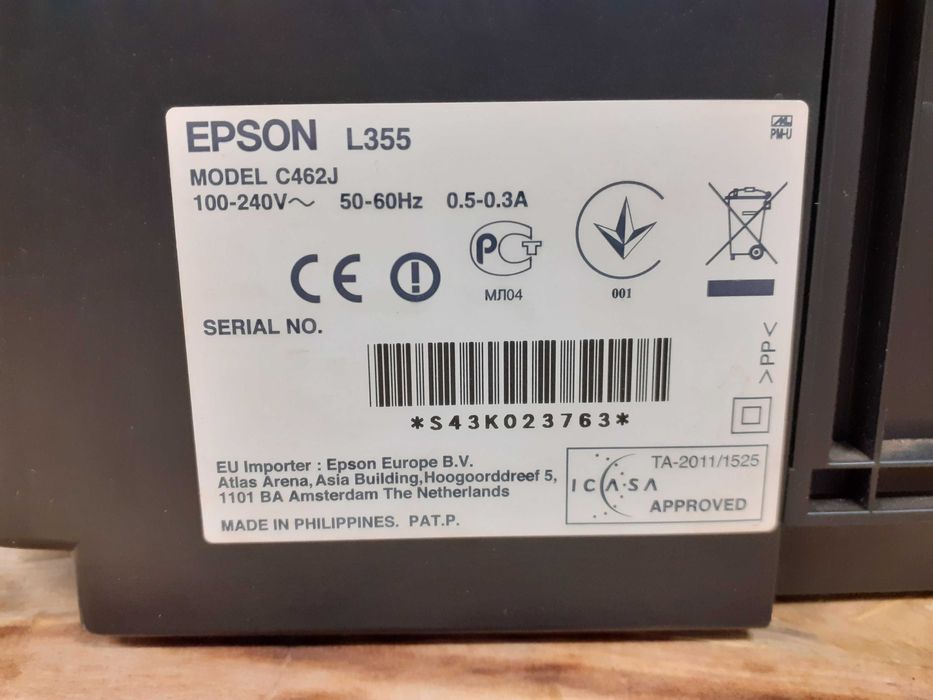 EPSON L355
PM-U
MODEL C462J
100-240V~ 50-60Hz 0.5-0.3A
CE
РСТ
МЛ04
001
SERIAL NO.
>PP<
*S43K023763*
EU Importer : Epson Europe B.V.
Atlas Arena, Asia Building, Hoogoorddreef 5,
1101 BA Amsterdam The Netherlands
TA-2011/1525
ICASA
APPROVED
MADE IN PHILIPPINES. PAT.P.